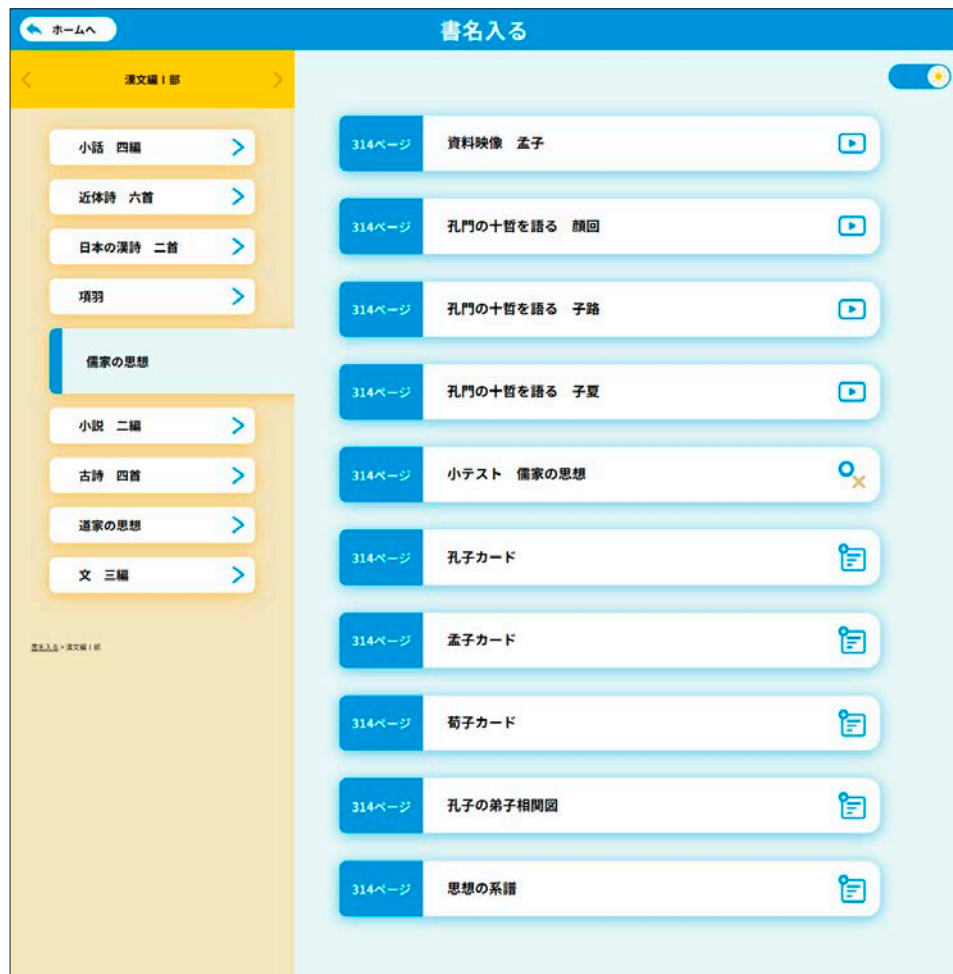 ホームへ
書名入る
漢文編Ⅰ部
小話 四編
近体詩 六首
日本の漢詩 二首
項羽
儒家の思想
小説 二編
古詩 四首
道家の思想
文 三編
書名入る > 漢文編Ⅰ部
314ページ 資料映像 孟子
314ページ 孔門の十哲を語る 顔回
314ページ 孔門の十哲を語る 子路
314ページ 孔門の十哲を語る 子夏
314ページ 小テスト 儒家の思想
314ページ 孔子カード
314ページ 孟子カード
314ページ 荀子カード
314ページ 孔子の弟子相関図
314ページ 思想の系譜